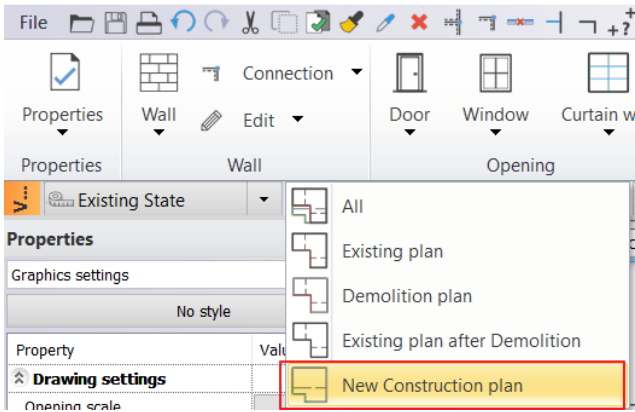 File
Properties
Wall
Connection
Edit
Door
Window
Curtain w
Properties
Wall
Opening
Existing State
All
Existing plan
Demolition plan
Existing plan after Demolition
New Construction plan
Properties
Graphics settings
No style
Property
Valu
Drawing settings
Opening scale